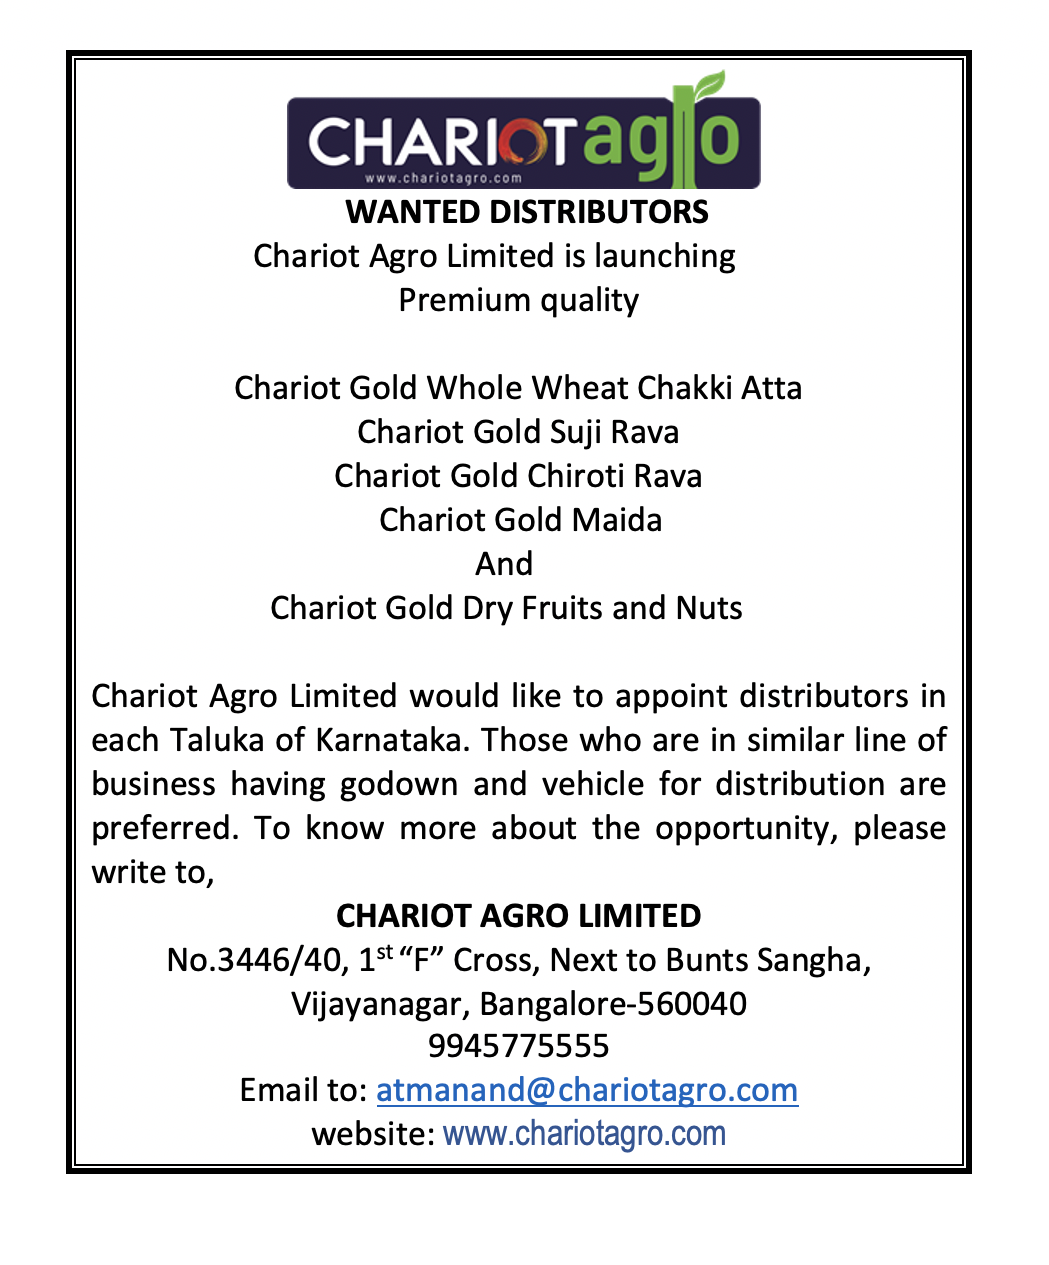 CHARIOT agro
www.chariotagro.com
WANTED DISTRIBUTORS
Chariot Agro Limited is launching
Premium quality
Chariot Gold Whole Wheat Chakki Atta
Chariot Gold Suji Rava
Chariot Gold Chiroti Rava
Chariot Gold Maida
And
Chariot Gold Dry Fruits and Nuts
Chariot Agro Limited would like to appoint distributors in
each Taluka of Karnataka. Those who are in similar line of
business having godown and vehicle for distribution are
preferred. To know more about the opportunity, please
write to,
CHARIOT AGRO LIMITED
No.3446/40, 1st “F” Cross, Next to Bunts Sangha,
Vijayanagar, Bangalore-560040
9945775555
Email to: atmanand@chariotagro.com
website: www.chariotagro.com